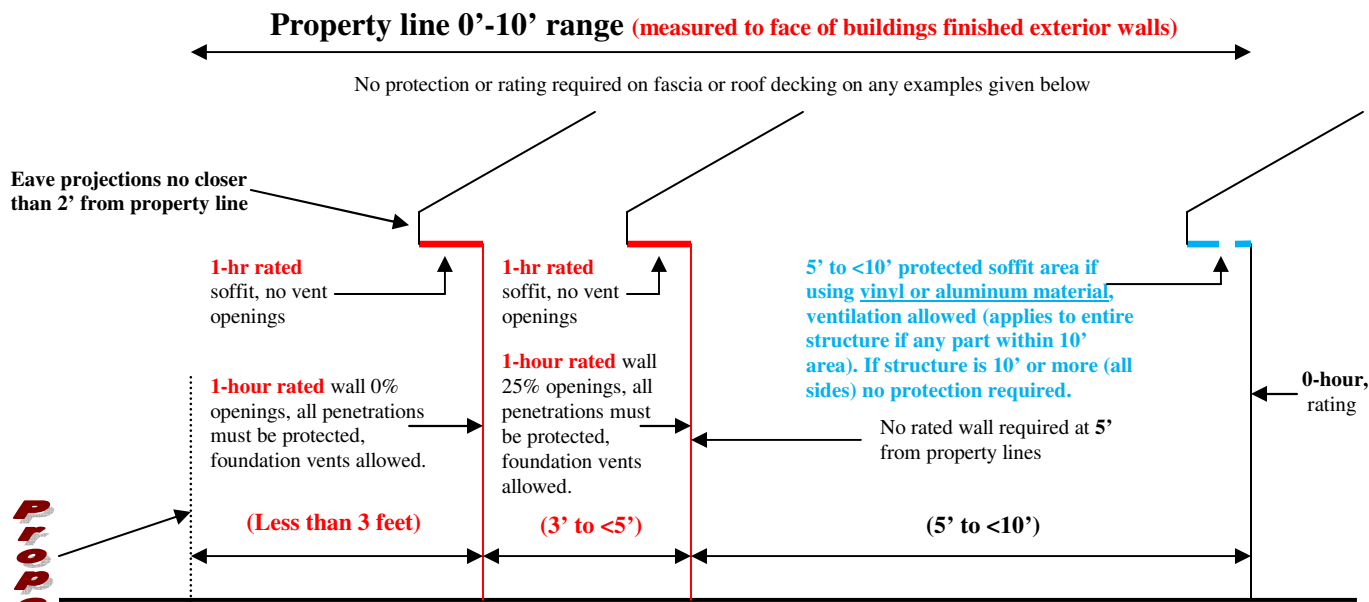 Property line 0’-10’ range (measured to face of buildings finished exterior walls)
No protection or rating required on fascia or roof decking on any examples given below
Eave projections no closer
than 2’ from property line
1-hr rated
soffit, no vent
openings
1-hr rated
soffit, no vent
openings
5’ to <10’ protected soffit area if
using vinyl or aluminum material,
ventilation allowed (applies to entire
structure if any part within 10’
area). If structure is 10’ or more (all
sides) no protection required.
1-hour rated wall 0%
openings, all penetrations
must be protected,
foundation vents allowed.
1-hour rated wall
25% openings, all
penetrations must
be protected,
foundation vents
allowed.
No rated wall required at 5’
from property lines
0-hour,
rating
(Less than 3 feet)
(3’ to <5’)
(5’ to <10’)
P
r
o
p